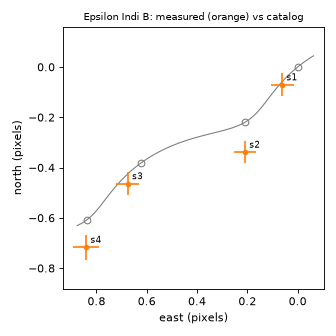 Epsilon Indi B: measured (orange) vs catalog
north (pixels)
0.0
−0.2
−0.4
−0.6
−0.8
s1
s2
s3
s4
0.8 0.6 0.4 0.2 0.0
east (pixels)